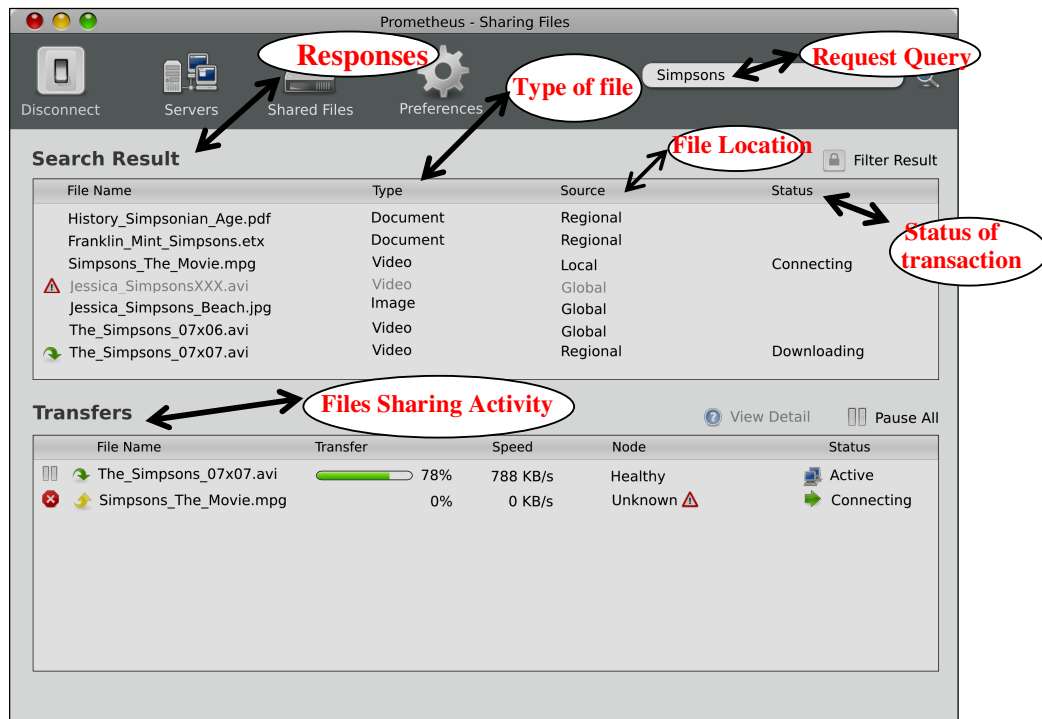 Prometheus - Sharing Files
Responses
Request Query
Simpsons
Type of file
Disconnect
Servers
Shared Files
Preferences
File Location
Search Result
Filter Result
File Name Type Source Status
History_Simpsonian_Age.pdf Document Regional
Franklin_Mint_Simpsons.etx Document Regional
Status of
transaction
Simpsons_The_Movie.mpg Video Local Connecting
Jessica_SimpsonsXXX.avi Video Global
Jessica_Simpsons_Beach.jpg Image Global
The_Simpsons_07x06.avi Video Global
The_Simpsons_07x07.avi Video Regional Downloading
Files Sharing Activity
Transfers
View Detail
Pause All
File Name Transfer Speed Node Status
The_Simpsons_07x07.avi 78% 788 KB/s Healthy Active
Simpsons_The_Movie.mpg 0% 0 KB/s Unknown Connecting